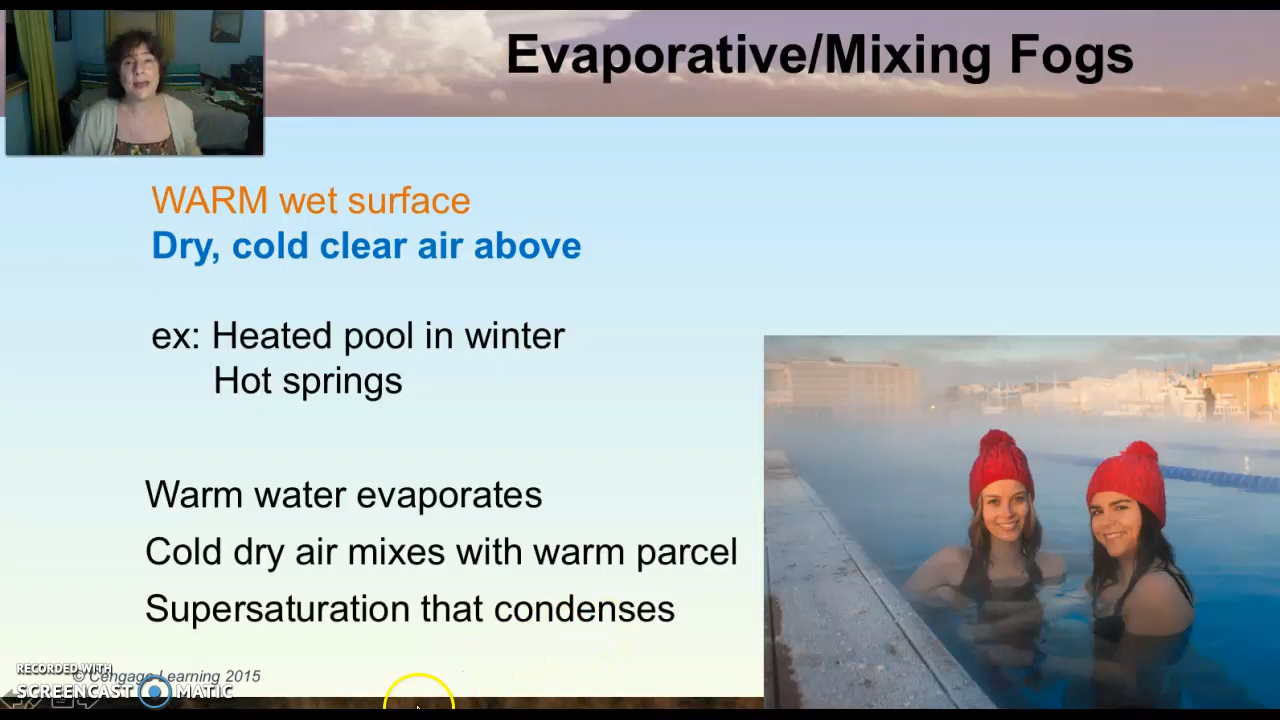 Evaporative/Mixing Fogs
WARM wet surface
Dry, cold clear air above
ex: Heated pool in winter
Hot springs
Warm water evaporates
Cold dry air mixes with warm parcel
Supersaturation that condenses
© Cengage Learning 2015
RECORDED WITH
SCREENCAST MATIC